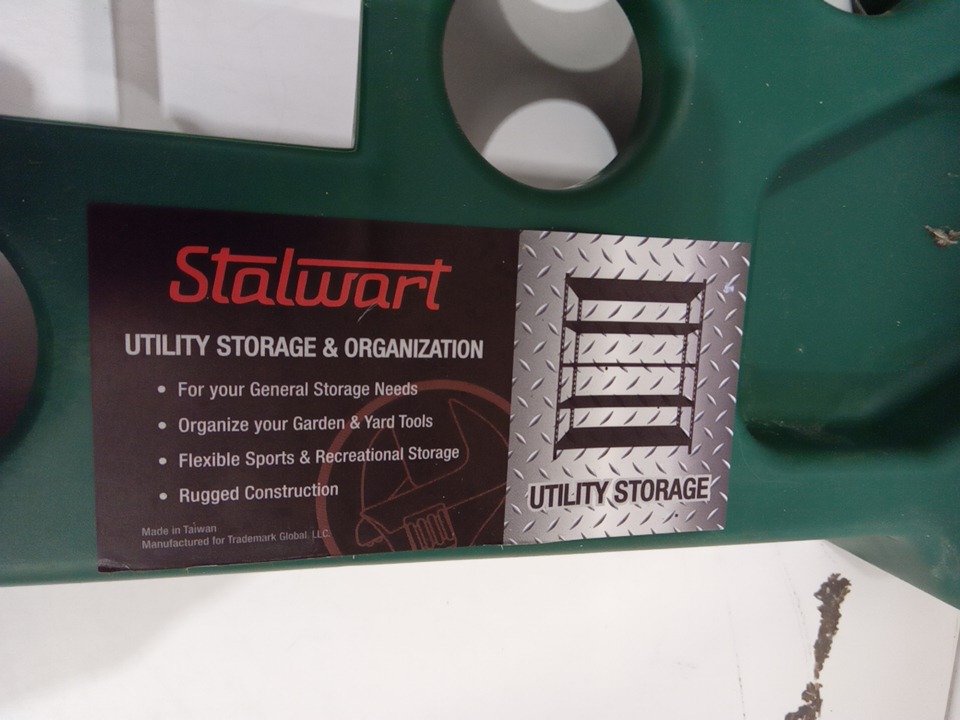 Stalwart
UTILITY STORAGE & ORGANIZATION
• For your General Storage Needs
• Organize your Garden & Yard Tools
• Flexible Sports & Recreational Storage
• Rugged Construction
Made in Taiwan
Manufactured for Trademark Global, LLC.
UTILITY STORAGE